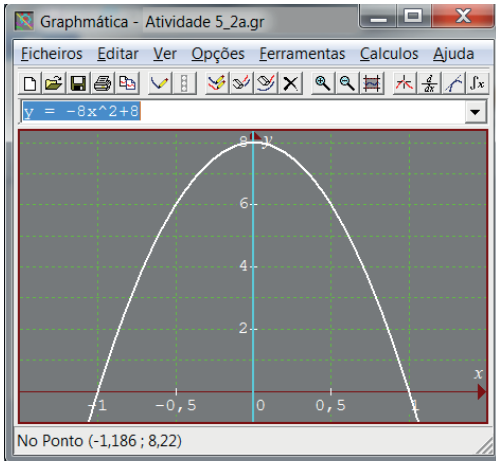 Graphmática - Atividade 5_2a.gr
Ficheiros Editar Ver Opções Ferramentas Calculos Ajuda
y = -8x^2+8
8 y
6
4
2
x
-1 -0,5 0 0,5 1
No Ponto (-1,186 ; 8,22)